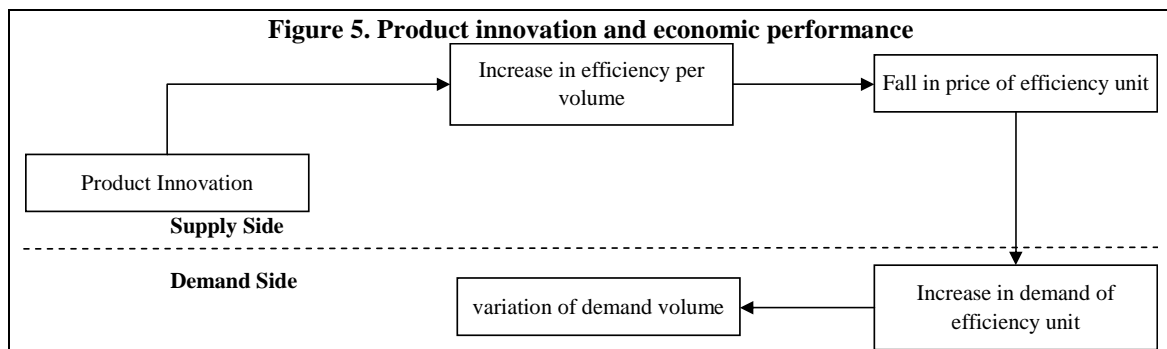 Figure 5. Product innovation and economic performance
Increase in efficiency per
volume
Fall in price of efficiency unit
Product Innovation
Supply Side
Demand Side
variation of demand volume
Increase in demand of
efficiency unit